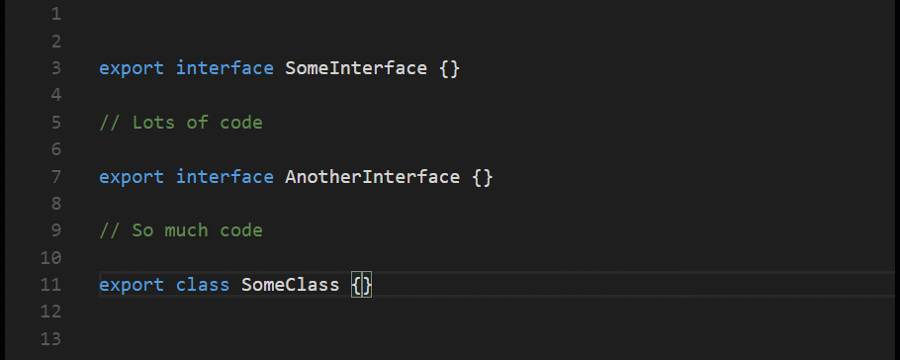 1
2
3 export interface SomeInterface {}
4
5 // Lots of code
6
7 export interface AnotherInterface {}
8
9 // So much code
10
11 export class SomeClass {}
12
13